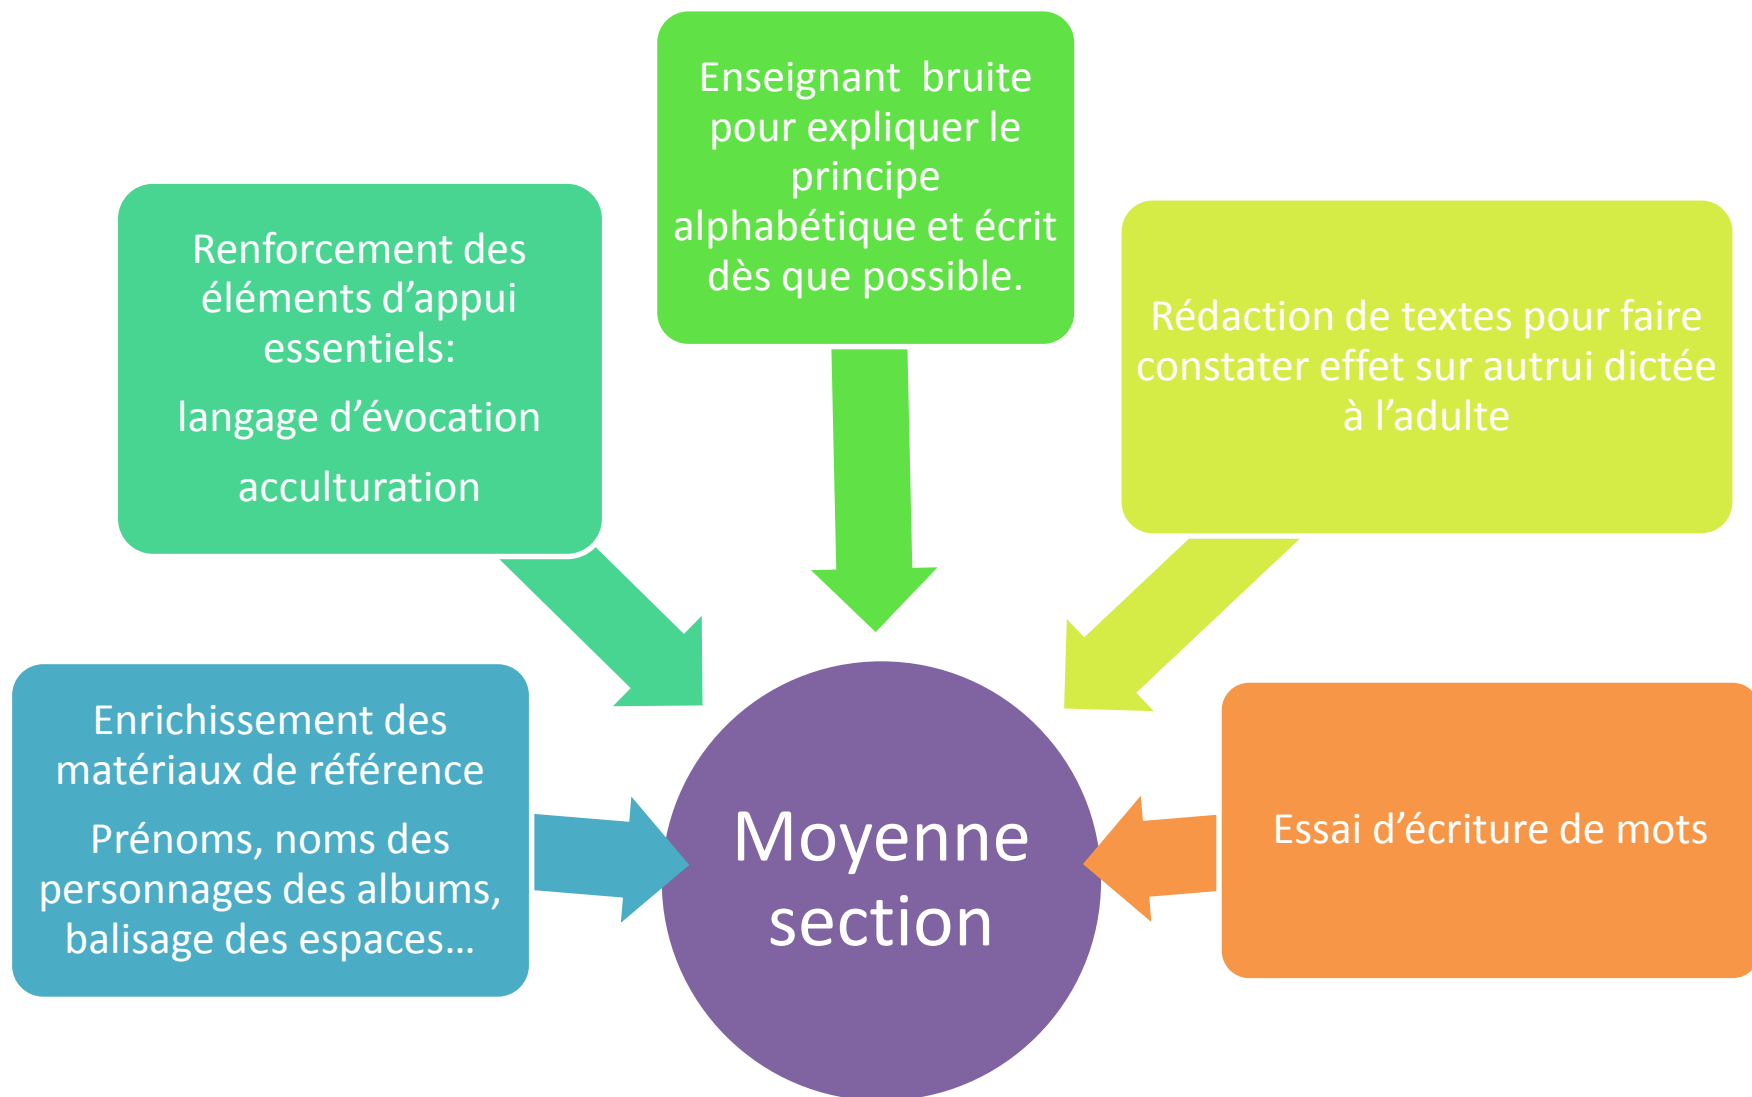 Enseignant bruite
pour expliquer le
principe
alphabétique et écrit
dès que possible.
Renforcement des
éléments d’appui
essentiels:
langage d’évocation
acculturation
Rédaction de textes pour faire
constater effet sur autrui dictée
à l’adulte
Enrichissement des
matériaux de référence
Prénoms, noms des
personnages des albums,
balisage des espaces…
Essai d’écriture de mots
Moyenne
section